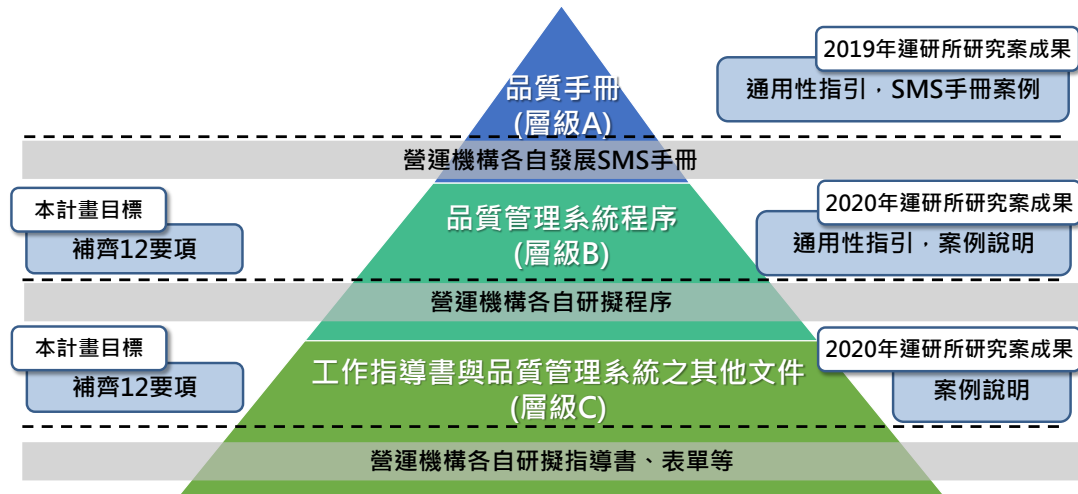 2019年運研所研究案成果
通用性指引，SMS手冊案例
品質手冊
(層級A)
營運機構各自發展SMS手冊
本計畫目標
補齊12要項
品質管理系統程序
(層級B)
2020年運研所研究案成果
通用性指引，案例說明
營運機構各自研擬程序
本計畫目標
補齊12要項
工作指導書與品質管理系統之其他文件
(層級C)
2020年運研所研究案成果
案例說明
營運機構各自研擬指導書、表單等